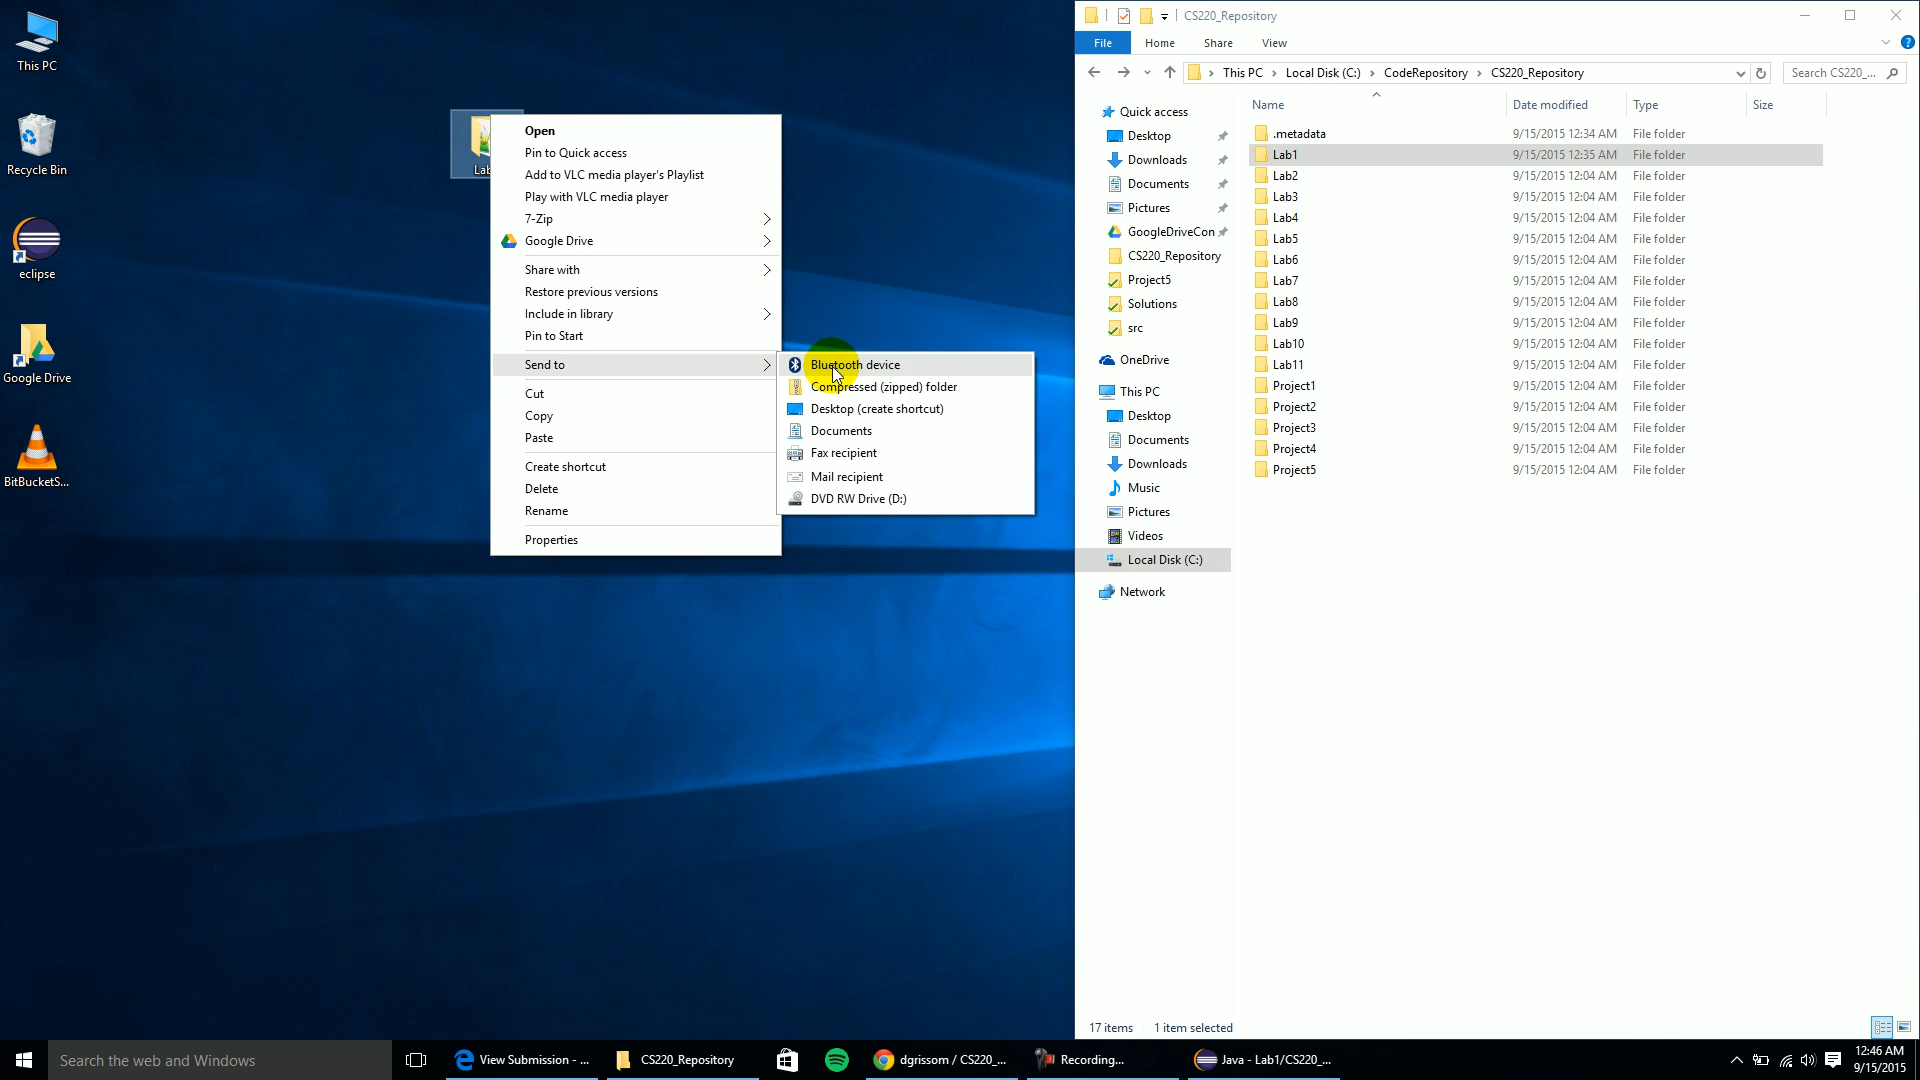 This PC
Recycle Bin
eclipse
Google Drive
BitBucketS...
Lab
Open
Pin to Quick access
Add to VLC media player's Playlist
Play with VLC media player
7-Zip
Google Drive
Share with
Restore previous versions
Include in library
Pin to Start
Send to
Cut
Copy
Paste
Create shortcut
Delete
Rename
Properties
Bluetooth device
Compressed (zipped) folder
Desktop (create shortcut)
Documents
Fax recipient
Mail recipient
DVD RW Drive (D:)
CS220_Repository
File Home Share View
This PC Local Disk (C:) CodeRepository CS220_Repository
Search CS220_...
Quick access
Desktop
Downloads
Documents
Pictures
GoogleDriveCon
CS220_Repository
Project5
Solutions
src
OneDrive
This PC
Desktop
Documents
Downloads
Music
Pictures
Videos
Local Disk (C:)
Network
Name Date modified Type Size
.metadata 9/15/2015 12:34 AM File folder
Lab1 9/15/2015 12:35 AM File folder
Lab2 9/15/2015 12:04 AM File folder
Lab3 9/15/2015 12:04 AM File folder
Lab4 9/15/2015 12:04 AM File folder
Lab5 9/15/2015 12:04 AM File folder
Lab6 9/15/2015 12:04 AM File folder
Lab7 9/15/2015 12:04 AM File folder
Lab8 9/15/2015 12:04 AM File folder
Lab9 9/15/2015 12:04 AM File folder
Lab10 9/15/2015 12:04 AM File folder
Lab11 9/15/2015 12:04 AM File folder
Project1 9/15/2015 12:04 AM File folder
Project2 9/15/2015 12:04 AM File folder
Project3 9/15/2015 12:04 AM File folder
Project4 9/15/2015 12:04 AM File folder
Project5 9/15/2015 12:04 AM File folder
17 items 1 item selected
Search the web and Windows
View Submission - ...
CS220_Repository
dgrissom / CS220_...
Recording...
Java - Lab1/CS220_...
12:46 AM
9/15/2015